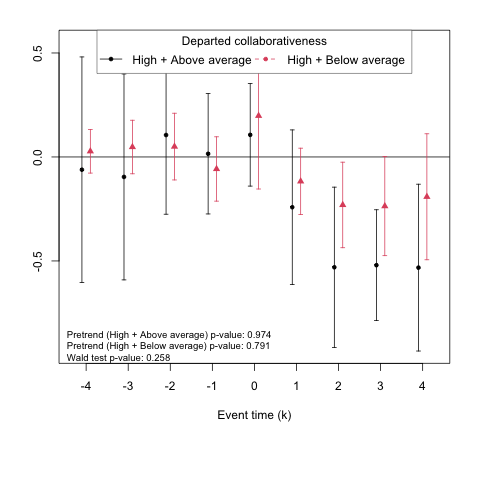 Departed collaborativeness
High + Above average High + Below average
0.5
0.0
-0.5
Pretrend (High + Above average) p-value: 0.974
Pretrend (High + Below average) p-value: 0.791
Wald test p-value: 0.258
-4 -3 -2 -1 0 1 2 3 4
Event time (k)